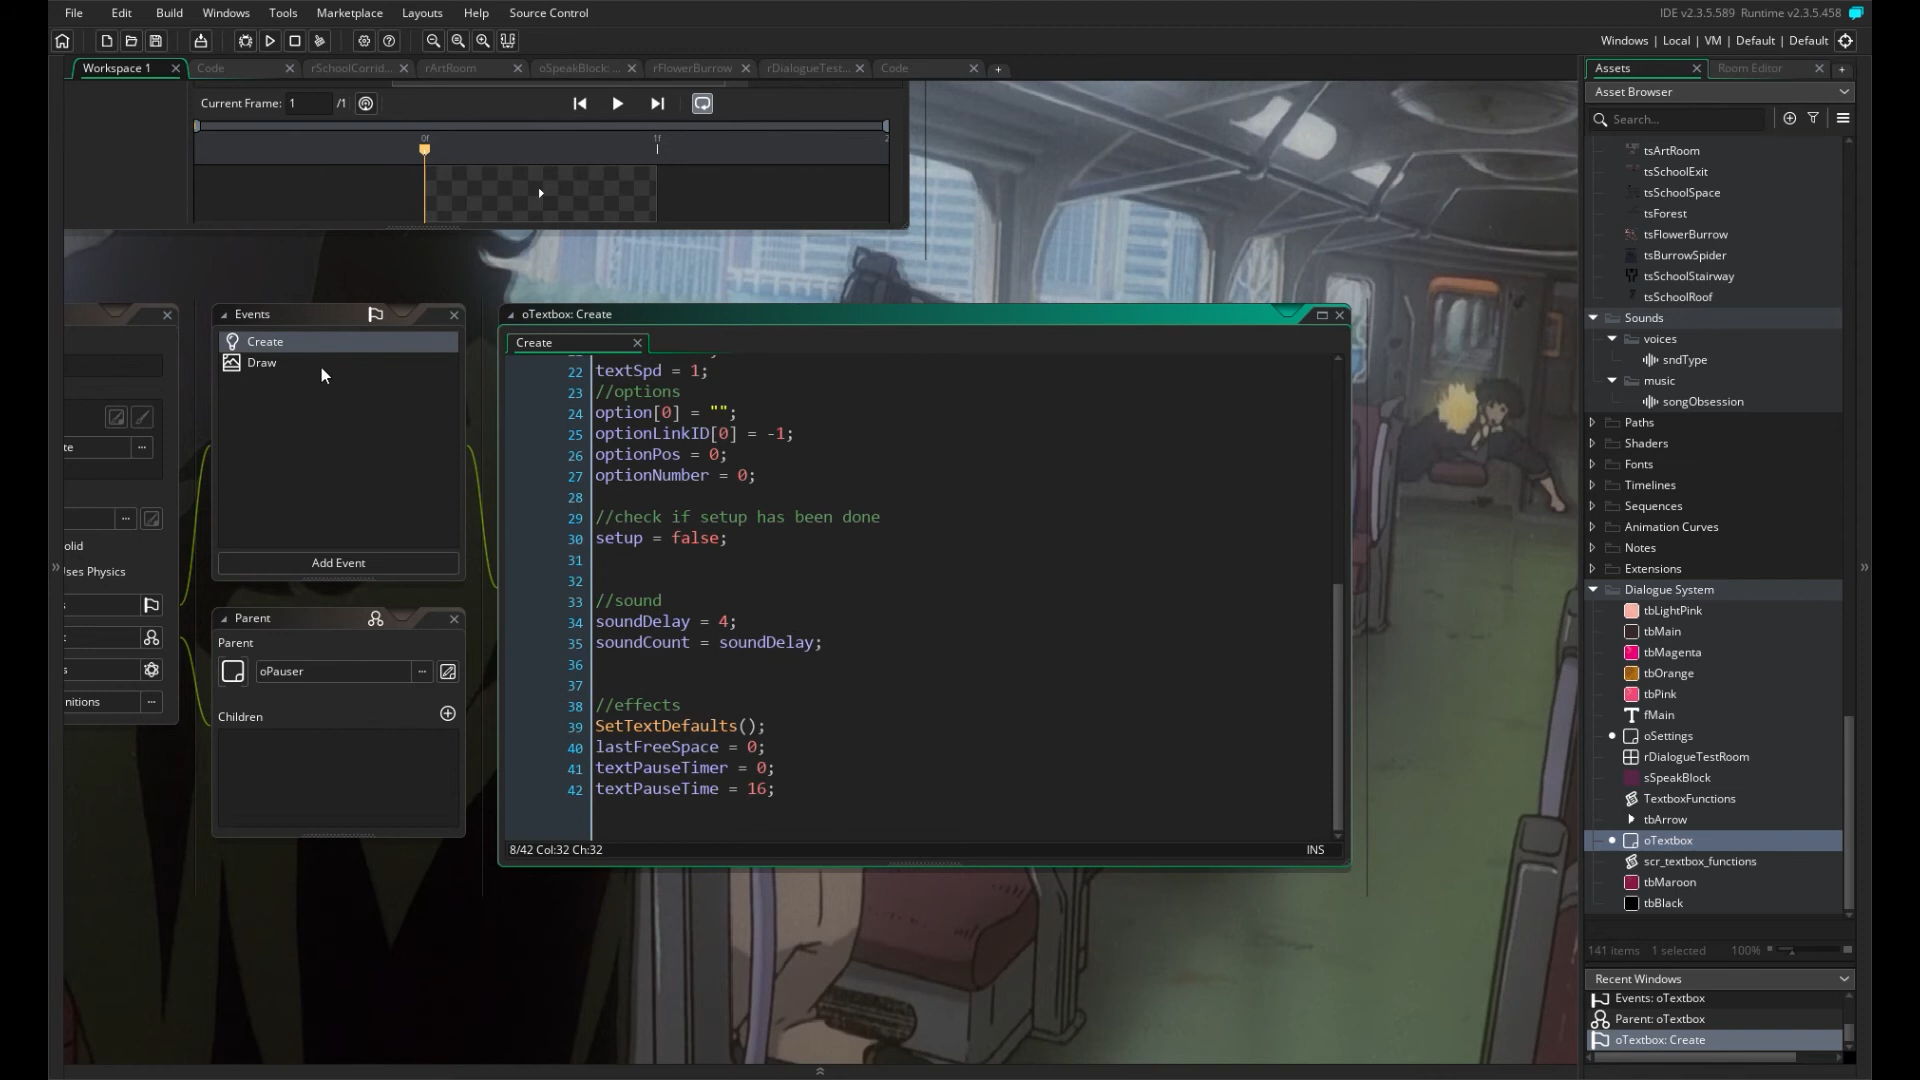 File Edit Build Windows Tools Marketplace Layouts Help Source Control
IDE v2.3.5.589 Runtime v2.3.5.458
Windows | Local | VM | Default | Default
Workspace 1
Code
rSchoolCorrid...
rArtRoom
oSpeakBlock: ...
rFlowerBurrow
rDialogueTest...
Code
Assets
Room Editor
Current Frame: 1 /1
Asset Browser
Search...
0f
1f
tsArtRoom
tsSchoolExit
tsSchoolSpace
tsForest
tsFlowerBurrow
tsBurrowSpider
tsSchoolStairway
tsSchoolRoof
Sounds
voices
sndType
music
songObsession
Paths
Shaders
Fonts
Timelines
Sequences
Animation Curves
Notes
Extensions
Dialogue System
tbLightPink
tbMain
tbMagenta
tbOrange
tbPink
fMain
oSettings
rDialogueTestRoom
sSpeakBlock
TextboxFunctions
tbArrow
oTextbox
scr_textbox_functions
tbMaroon
tbBlack
141 items 1 selected 100%
Recent Windows
Events: oTextbox
Parent: oTextbox
oTextbox: Create
te
olid
Uses Physics
s
nitions
Events
Create
Draw
Add Event
Parent
Parent
oPauser
Children
oTextbox: Create
Create
22 textSpd = 1;
23 //options
24 option[0] = "";
25 optionLinkID[0] = -1;
26 optionPos = 0;
27 optionNumber = 0;
28
29 //check if setup has been done
30 setup = false;
31
32
33 //sound
34 soundDelay = 4;
35 soundCount = soundDelay;
36
37
38 //effects
39 SetTextDefaults();
40 lastFreeSpace = 0;
41 textPauseTimer = 0;
42 textPauseTime = 16;
8/42 Col:32 Ch:32
INS